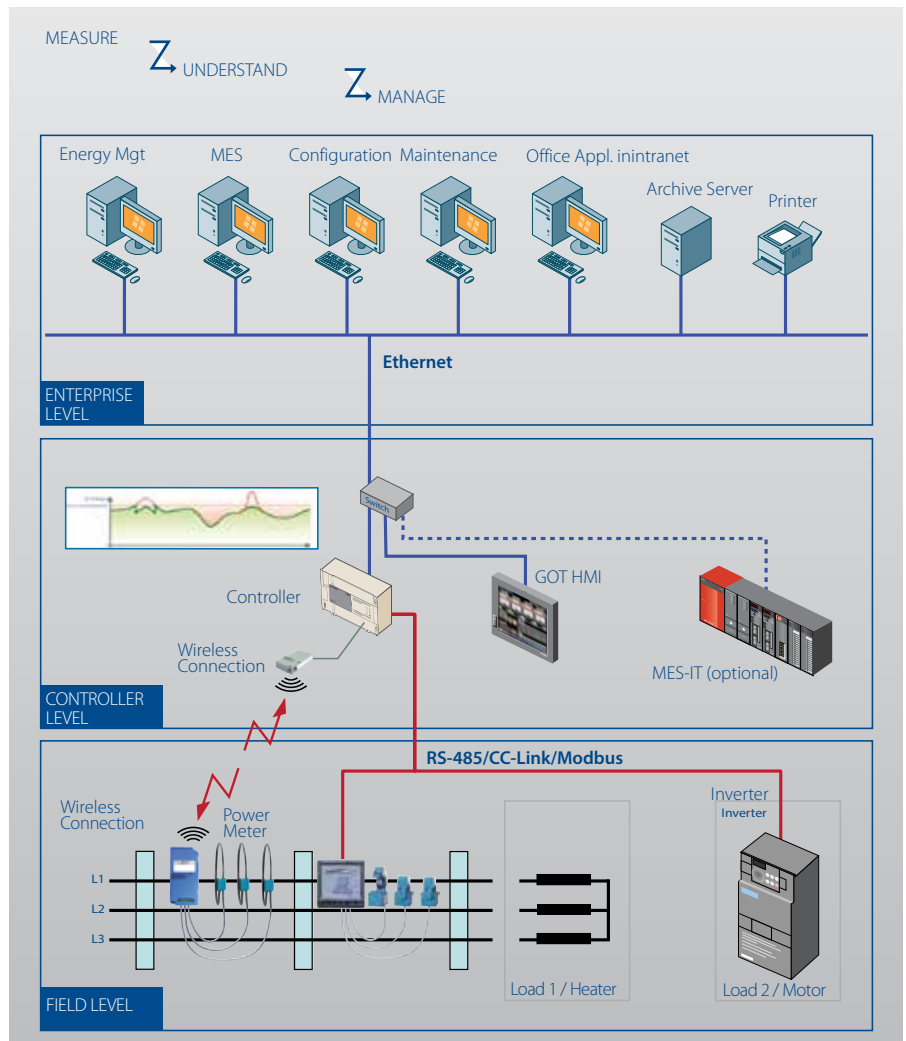 MEASURE
UNDERSTAND
MANAGE
Energy Mgt
MES
Configuration
Maintenance
Office Appl. inintranet
Archive Server
Printer
Ethernet
ENTERPRISE
LEVEL
Switch
GOT HMI
Controller
Wireless
Connection
MES-IT (optional)
CONTROLLER
LEVEL
RS-485/CC-Link/Modbus
Inverter
Inverter
Wireless
Connection
Power
Meter
L1
L2
L3
Load 1 / Heater
Load 2 / Motor
FIELD LEVEL